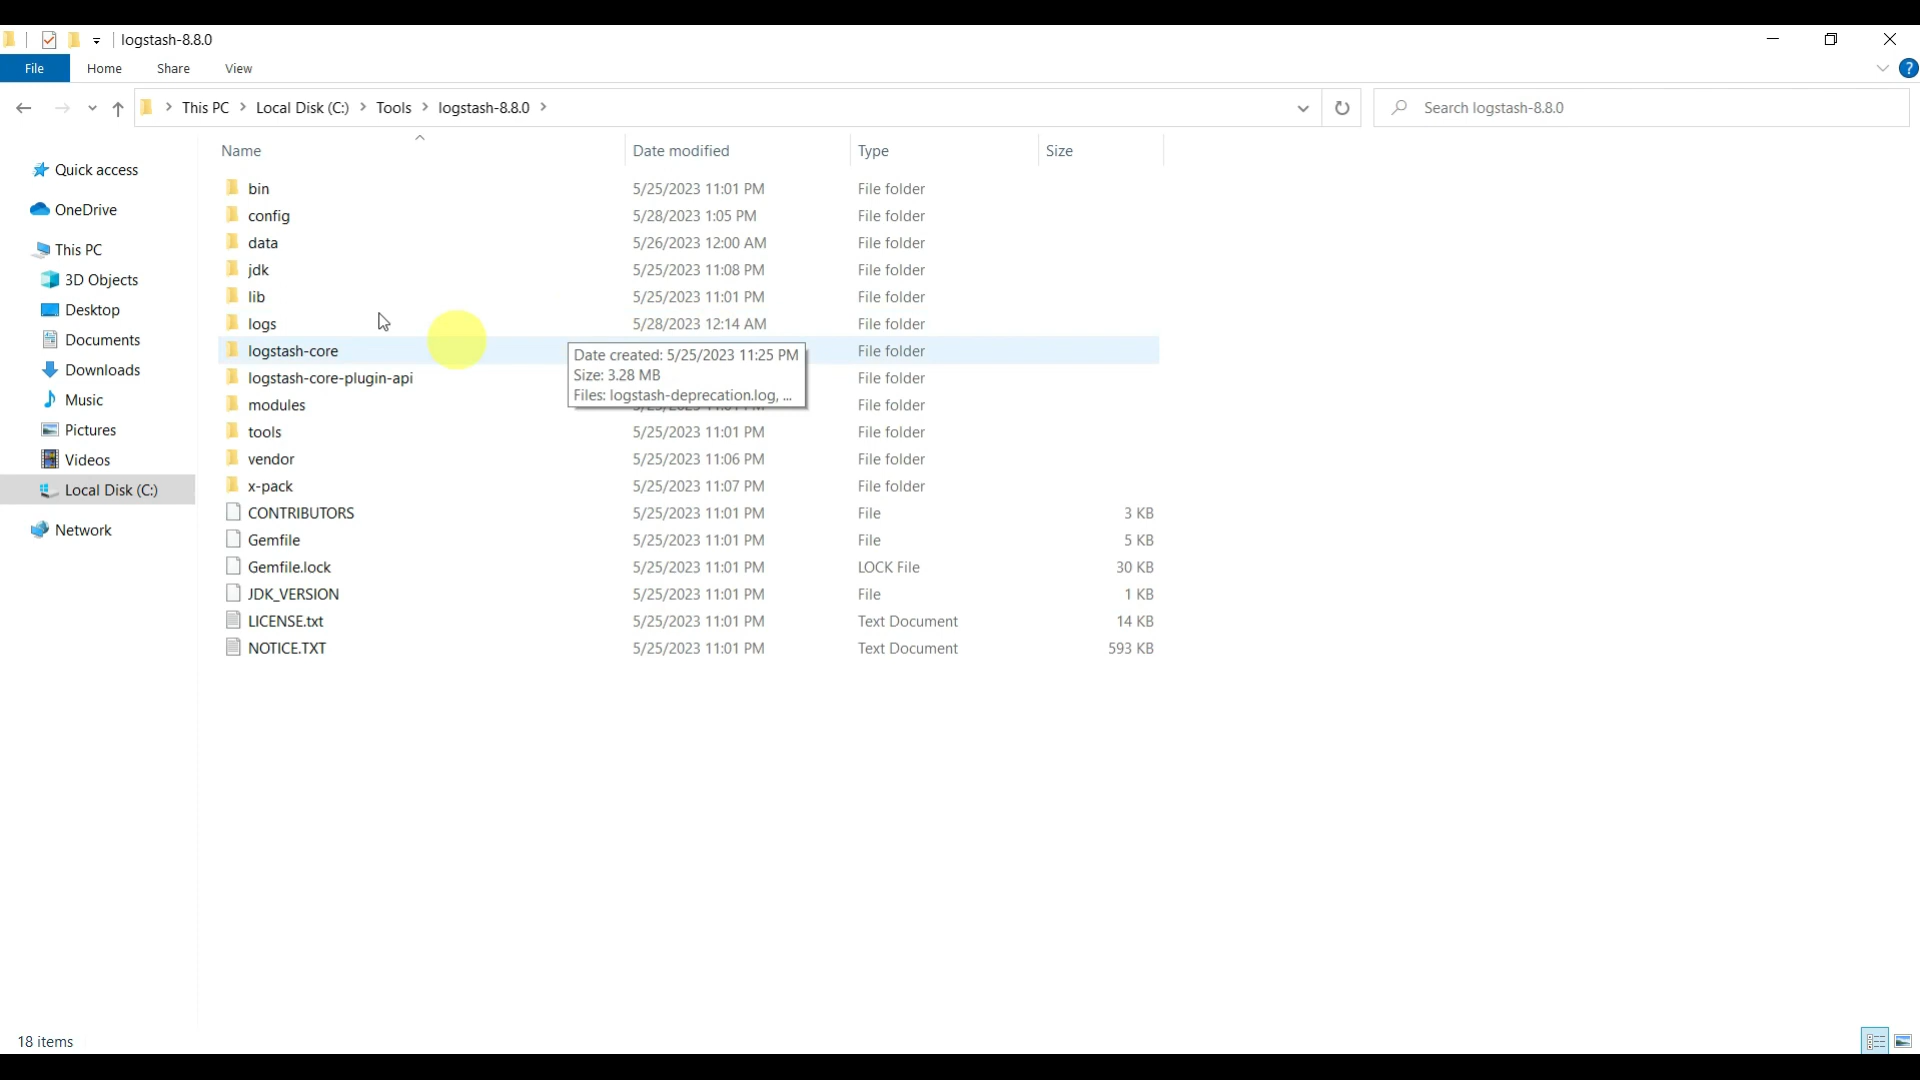 logstash-8.8.0
File Home Share View ?
This PC Local Disk (C:) Tools logstash-8.8.0 Search logstash-8.8.0
Name Date modified Type Size
Quick access
OneDrive
This PC
3D Objects
Desktop
Documents
Downloads
Music
Pictures
Videos
Local Disk (C:)
Network
bin 5/25/2023 11:01 PM File folder
config 5/28/2023 1:05 PM File folder
data 5/26/2023 12:00 AM File folder
jdk 5/25/2023 11:08 PM File folder
lib 5/25/2023 11:01 PM File folder
logs 5/28/2023 12:14 AM File folder
logstash-core File folder
logstash-core-plugin-api File folder
modules File folder
Date created: 5/25/2023 11:25 PM
Size: 3.28 MB
Files: logstash-deprecation.log, ...
tools 5/25/2023 11:01 PM File folder
vendor 5/25/2023 11:06 PM File folder
x-pack 5/25/2023 11:07 PM File folder
CONTRIBUTORS 5/25/2023 11:01 PM File 3 KB
Gemfile 5/25/2023 11:01 PM File 5 KB
Gemfile.lock 5/25/2023 11:01 PM LOCK File 30 KB
JDK_VERSION 5/25/2023 11:01 PM File 1 KB
LICENSE.txt 5/25/2023 11:01 PM Text Document 14 KB
NOTICE.TXT 5/25/2023 11:01 PM Text Document 593 KB
18 items